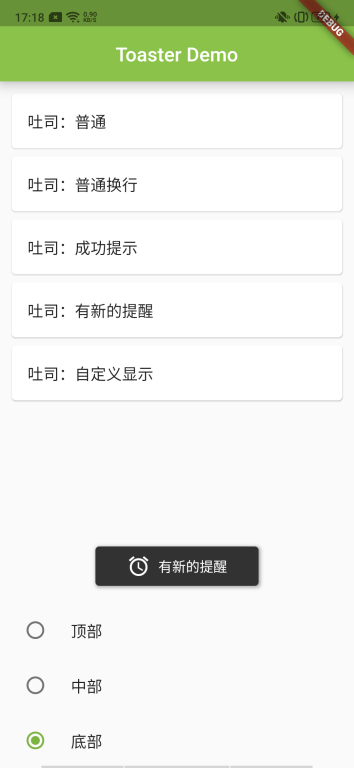 17:18 0.90 KB/S
DEBUG
Toaster Demo
吐司：普通
吐司：普通换行
吐司：成功提示
吐司：有新的提醒
吐司：自定义显示
有新的提醒
顶部
中部
底部